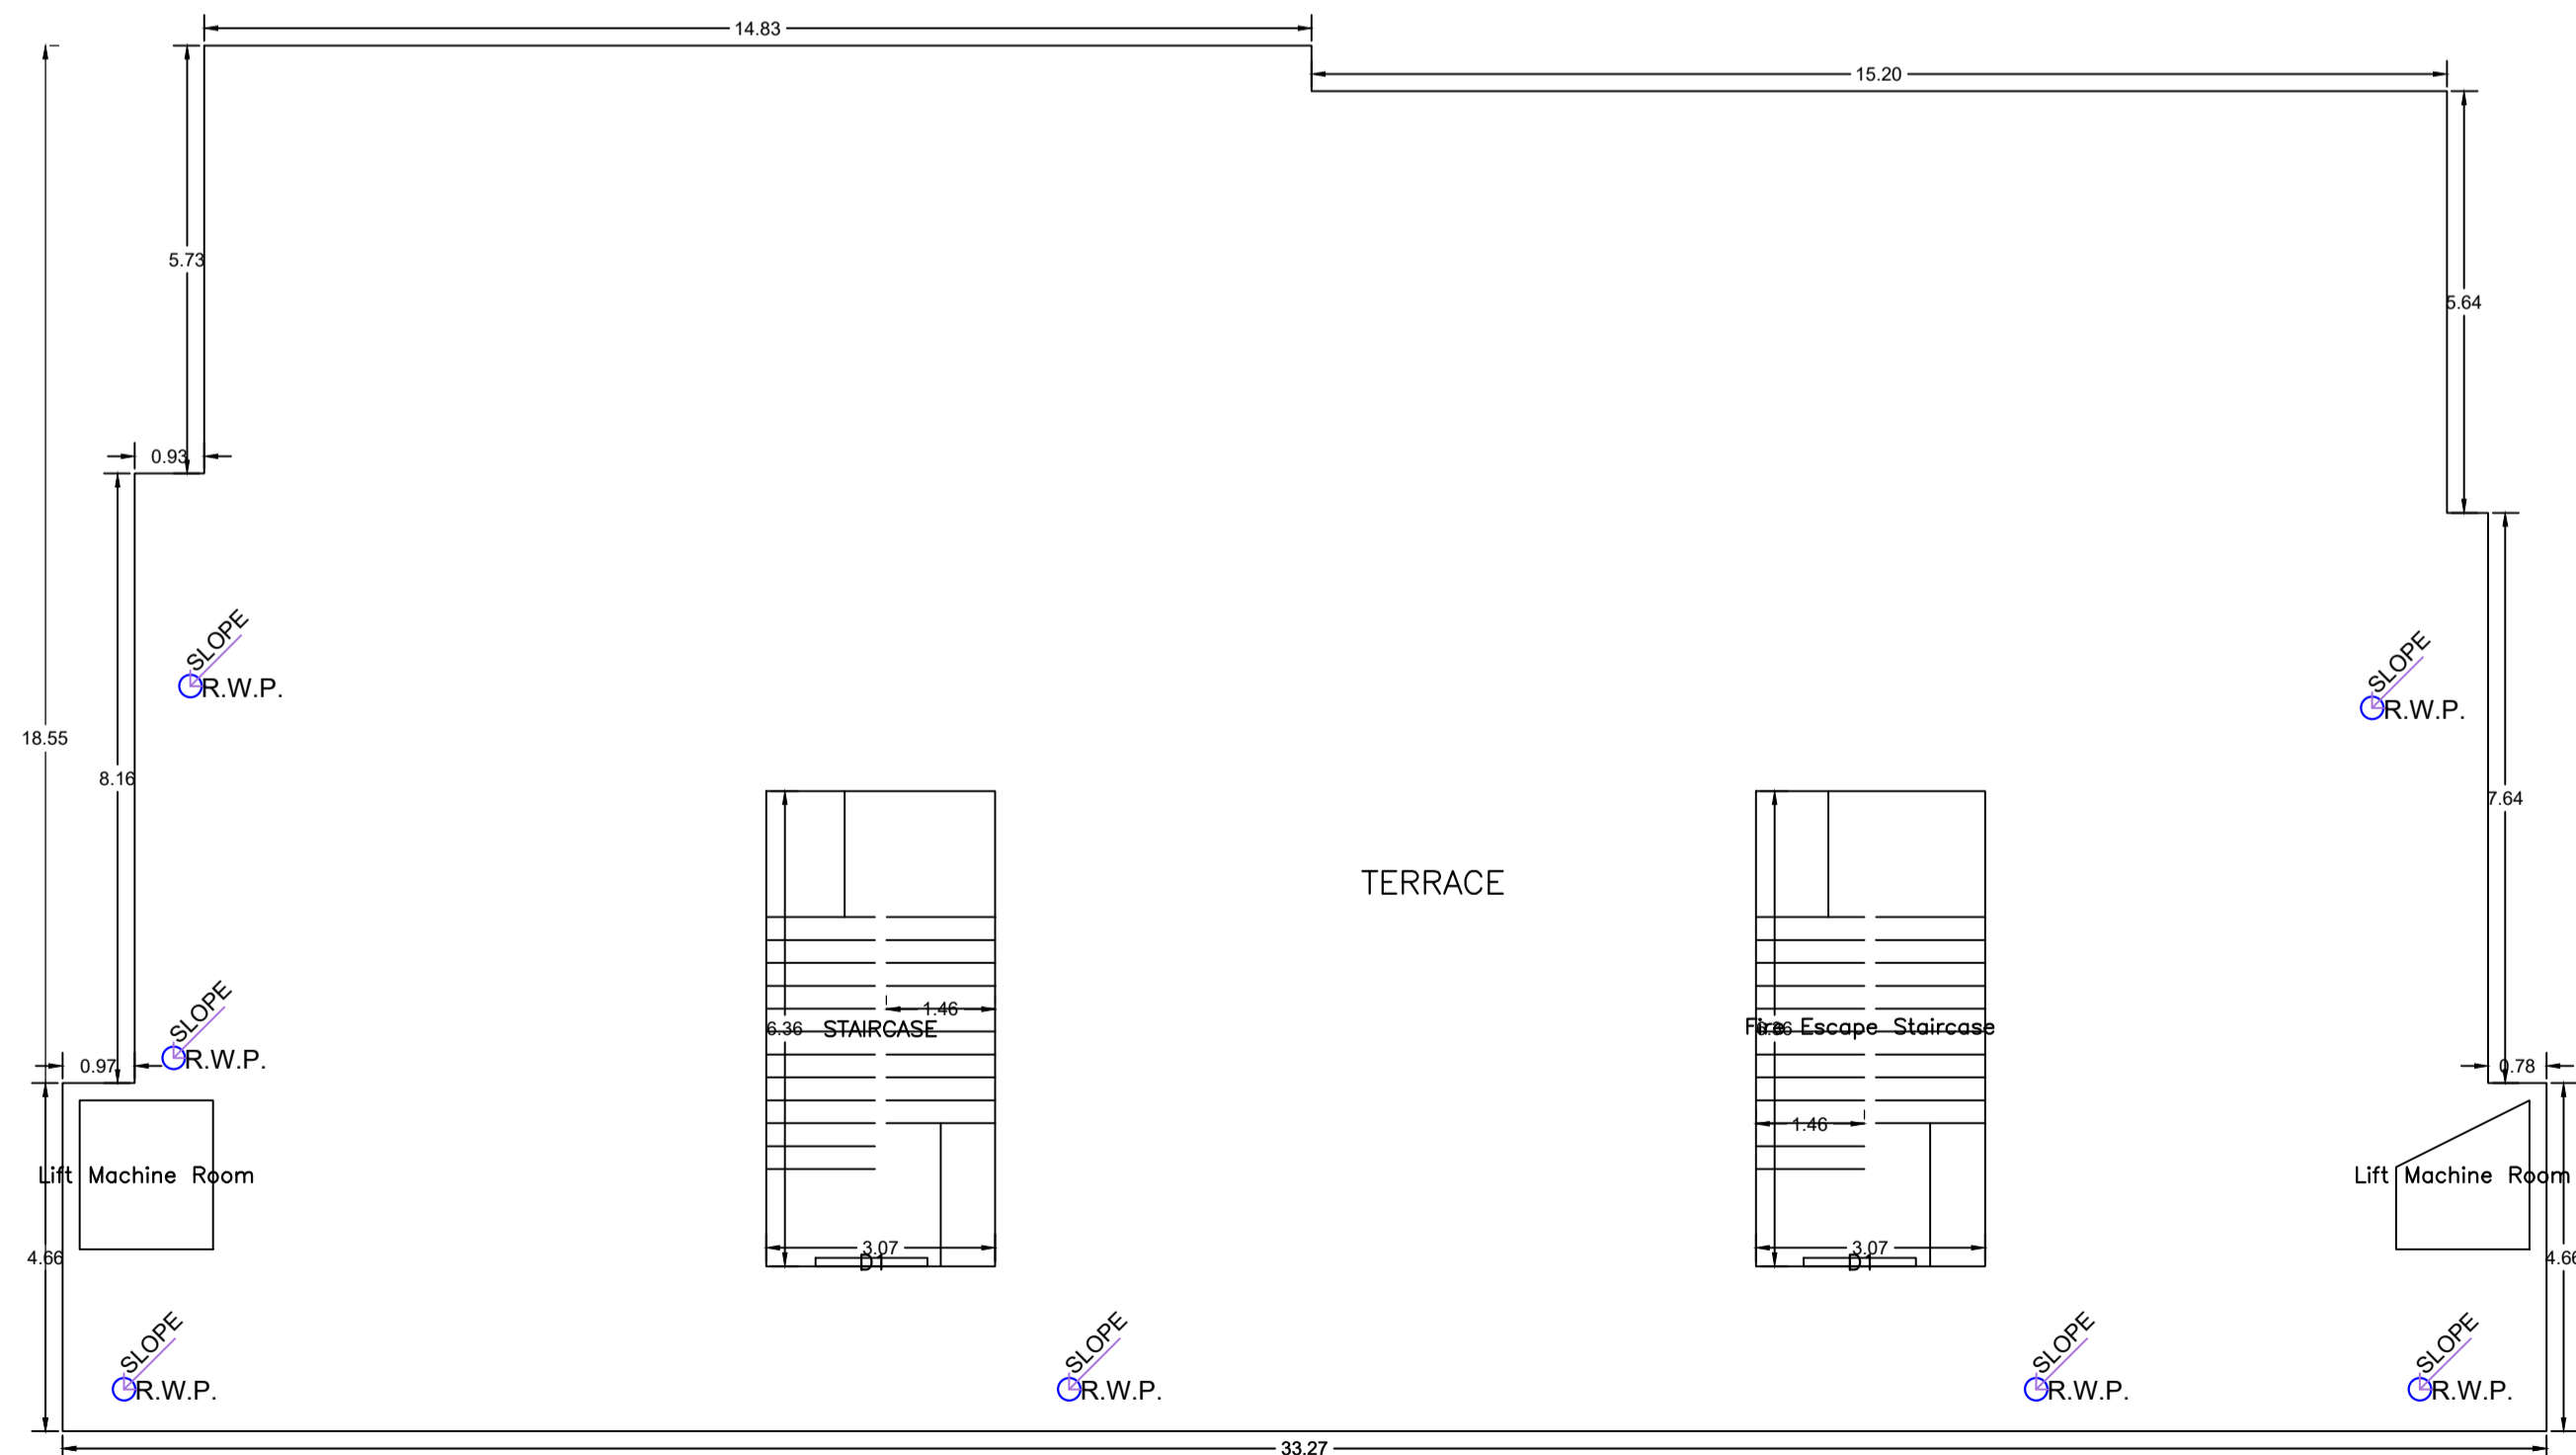 14.83
15.20
5.73
5.64
0.93
SLOPE
R.W.P.
SLOPE
R.W.P.
18.55
8.16
7.64
TERRACE
SLOPE
R.W.P.
1.46
6.36
STAIRCASE
Fire Escape Staircase
0.97
0.78
1.46
Lift Machine Room
Lift Machine Room
4.66
3.07
D1
3.07
D1
4.66
SLOPE
R.W.P.
SLOPE
R.W.P.
SLOPE
R.W.P.
SLOPE
R.W.P.
33.27